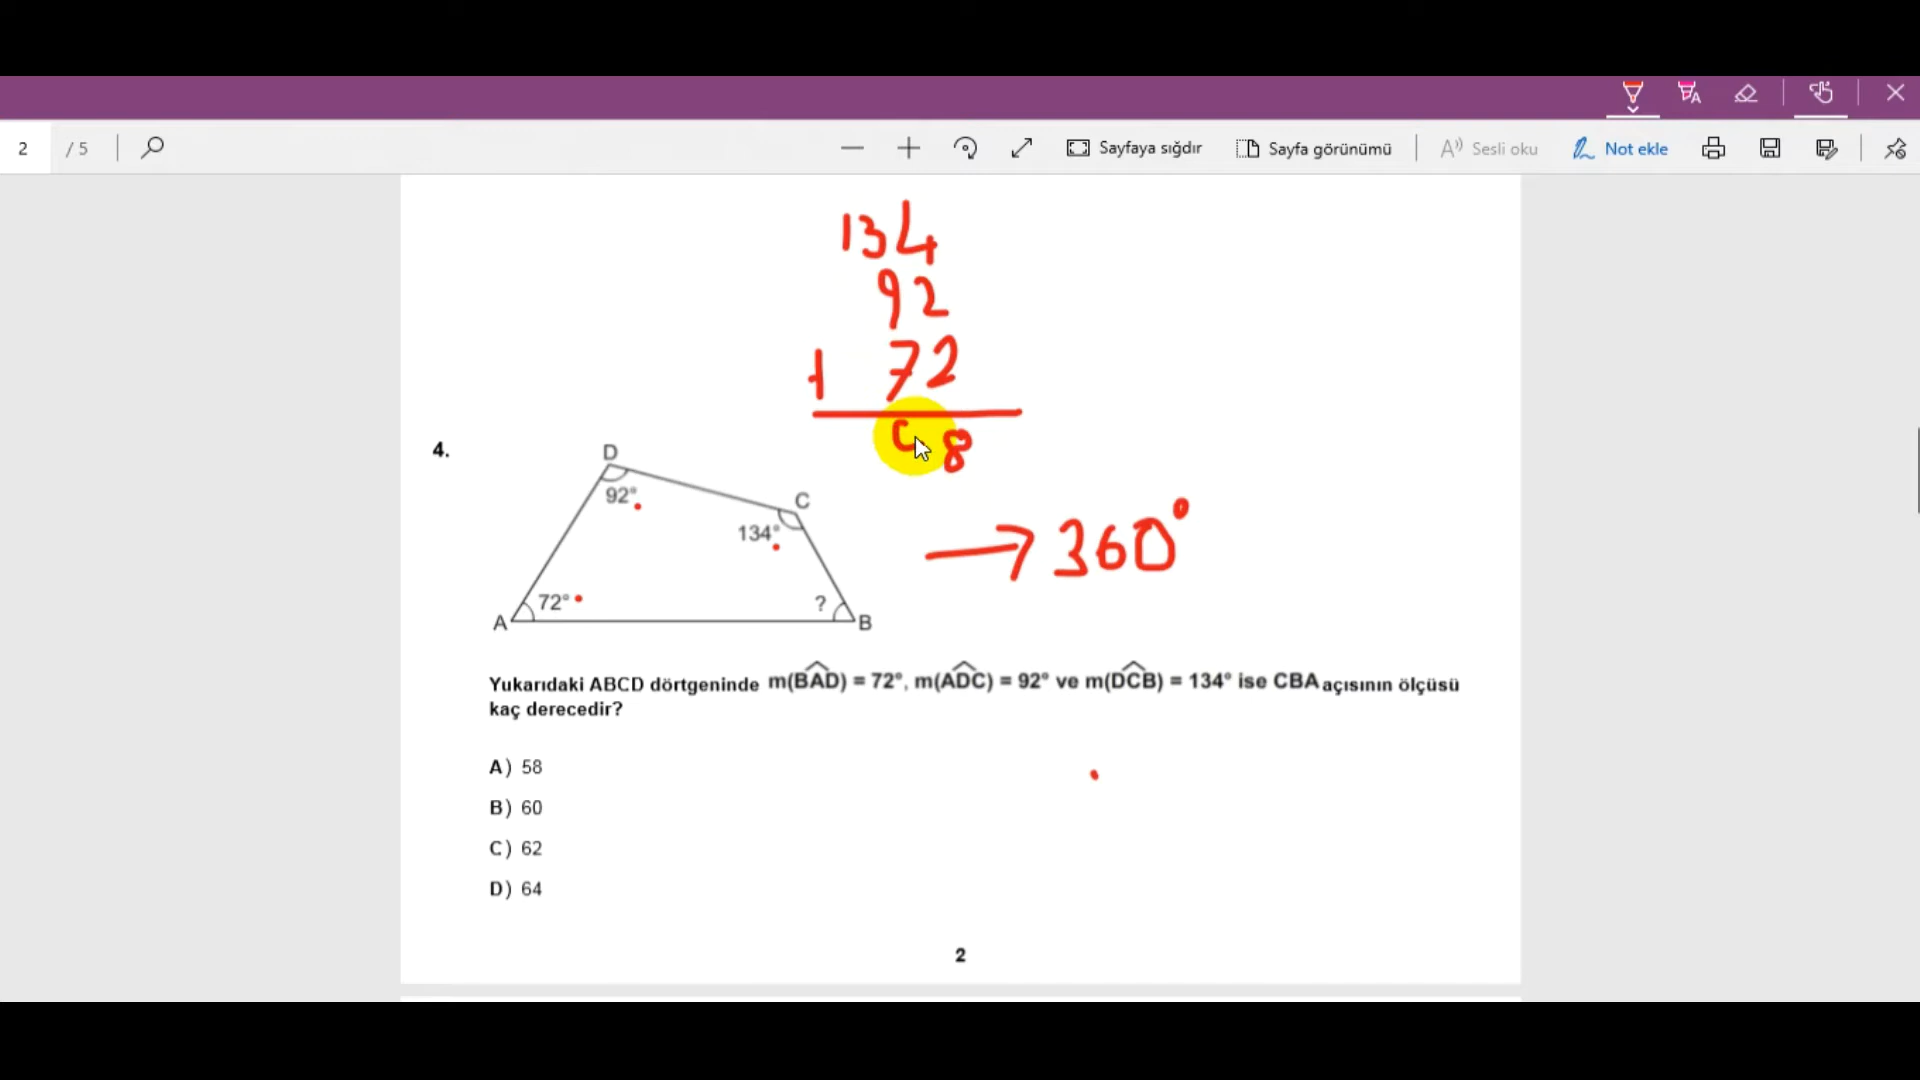 2 / 5 Sayfaya sığdır Sayfa görünümü Sesli oku Not ekle
134
92
+ 72
8
→ 360°
4.
D
92°
C
134°
72°
?
A
B
Yukarıdaki ABCD dörtgeninde m(BAD) = 72°, m(ADC) = 92° ve m(DCB) = 134° ise CBA açısının ölçüsü
kaç derecedir?
A) 58
B) 60
C) 62
D) 64
2